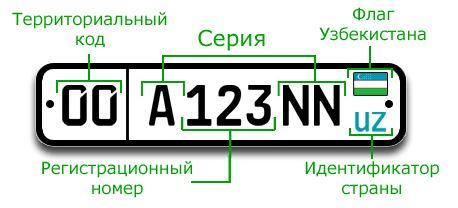 Территориальный
код
Серия
Флаг
Узбекистана
00 A 123 NN
UZ
Регистрационный
номер
Идентификатор
страны